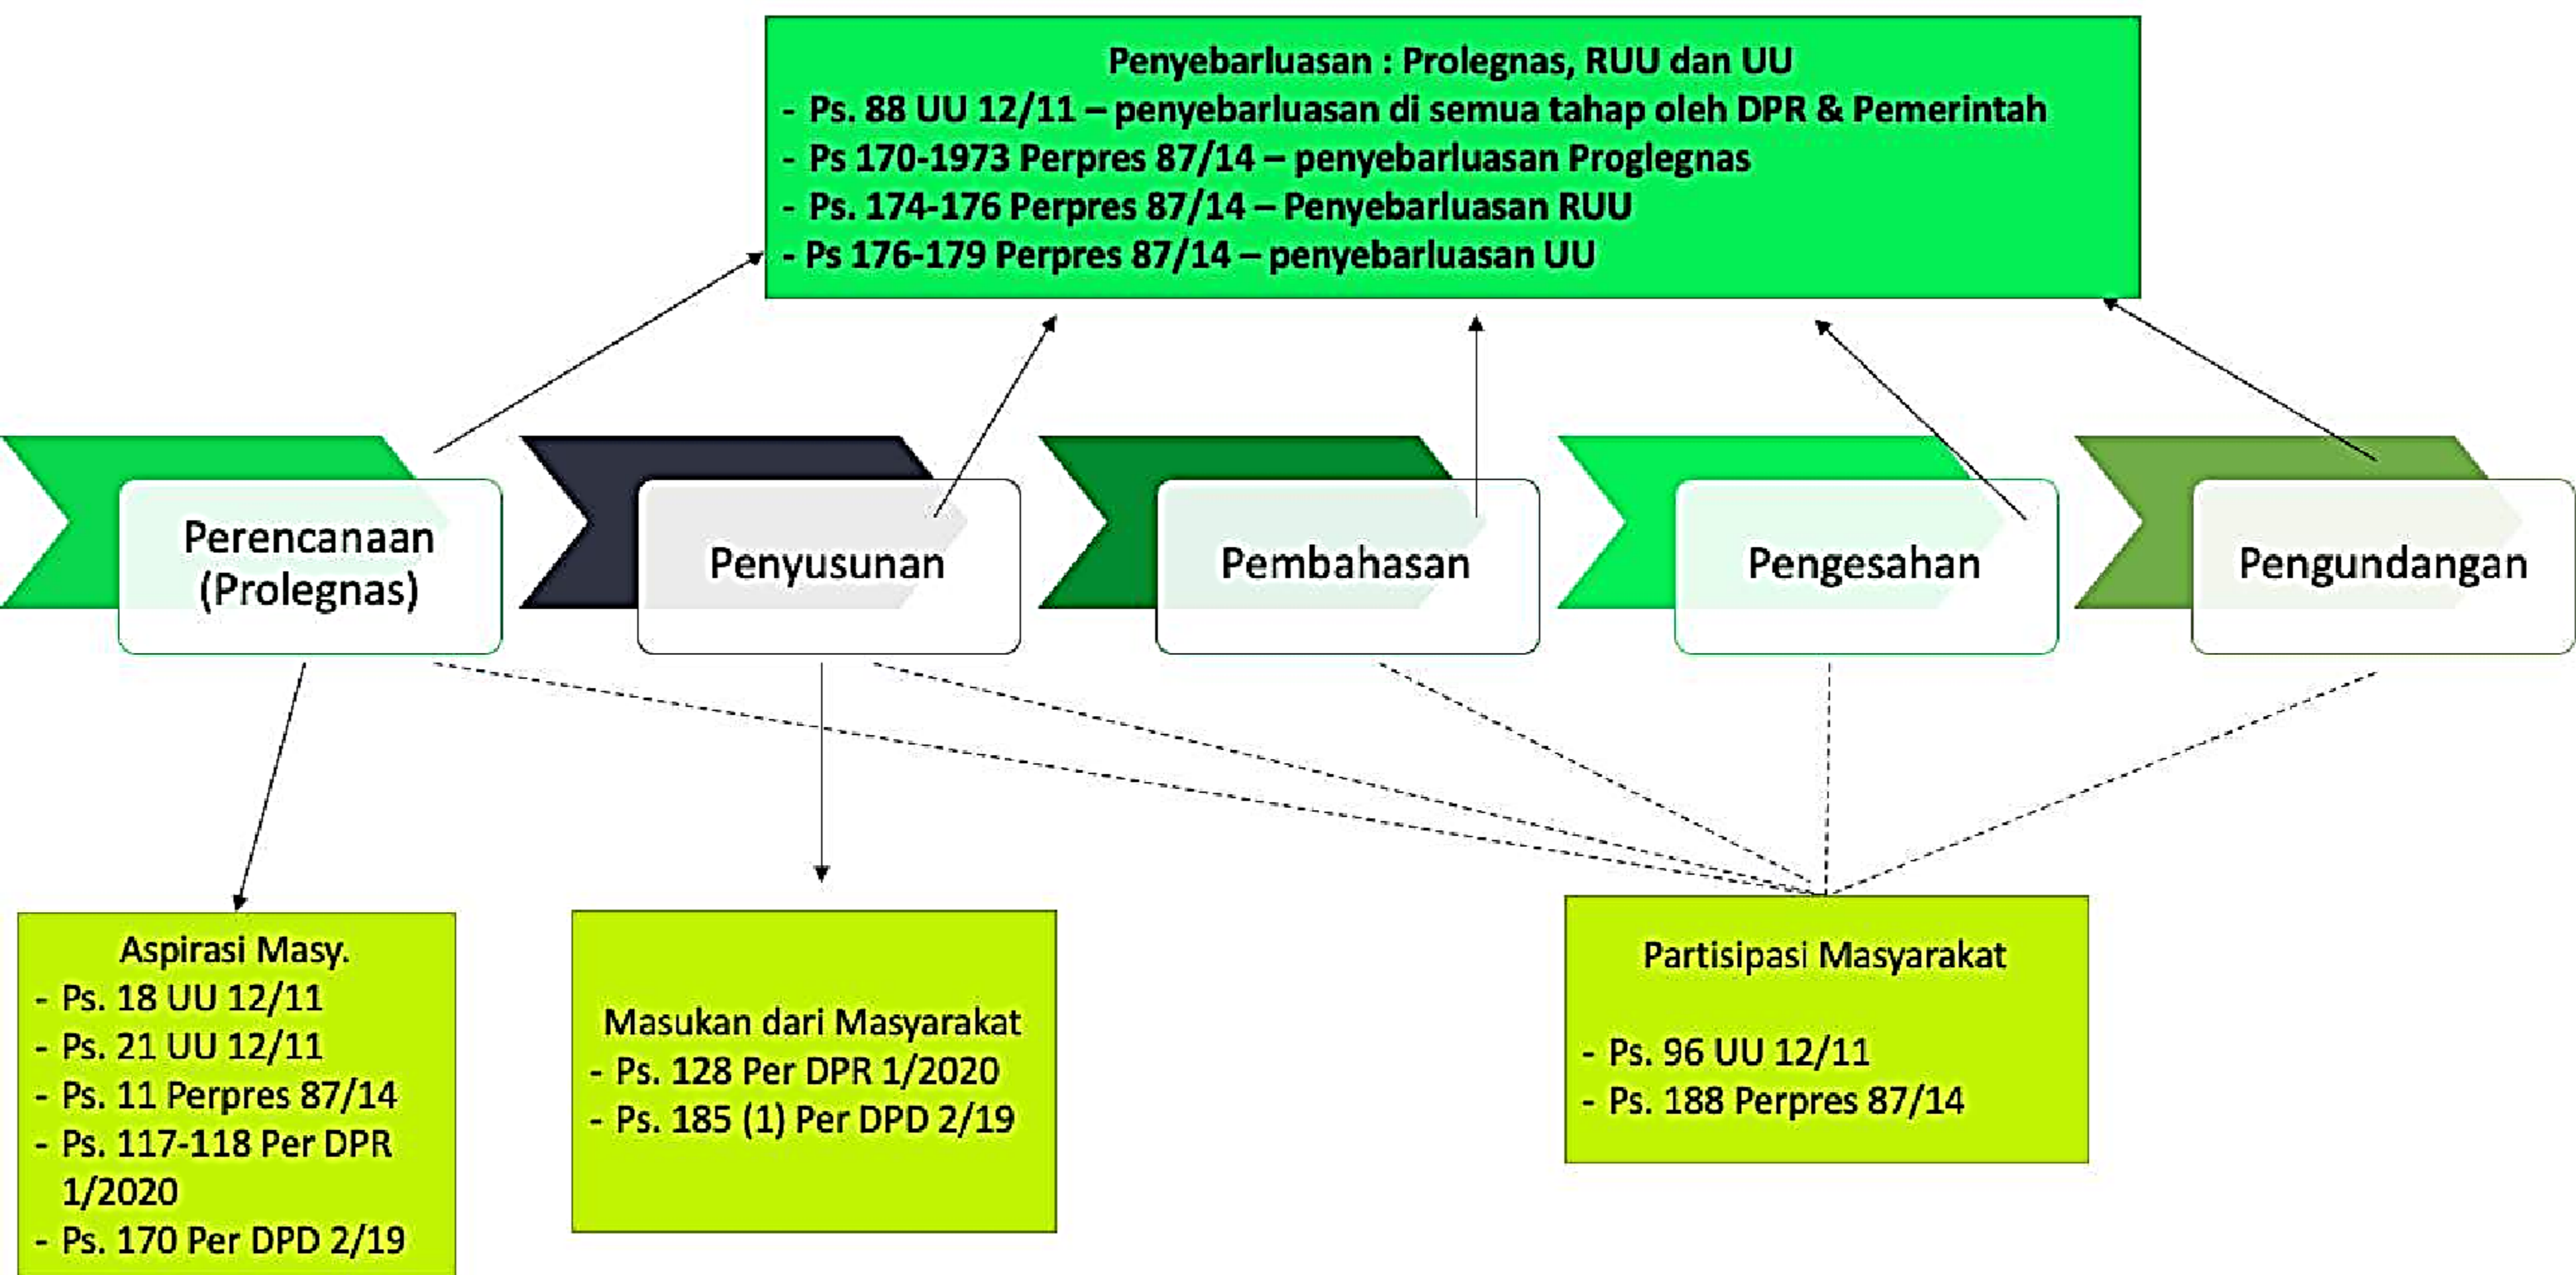 Penyebarluasan : Prolegnas, RUU dan UU
- Ps. 88 UU 12/11 – penyebarluasan di semua tahap oleh DPR & Pemerintah
- Ps 170-1973 Perpres 87/14 – penyebarluasan Proglegnas
- Ps. 174-176 Perpres 87/14 – Penyebarluasan RUU
- Ps 176-179 Perpres 87/14 – penyebarluasan UU
Perencanaan
(Prolegnas)
Penyusunan
Pembahasan
Pengesahan
Pengundangan
Aspirasi Masy.
- Ps. 18 UU 12/11
- Ps. 21 UU 12/11
- Ps. 11 Perpres 87/14
- Ps. 117-118 Per DPR
1/2020
- Ps. 170 Per DPD 2/19
Masukan dari Masyarakat
- Ps. 128 Per DPR 1/2020
- Ps. 185 (1) Per DPD 2/19
Partisipasi Masyarakat
- Ps. 96 UU 12/11
- Ps. 188 Perpres 87/14